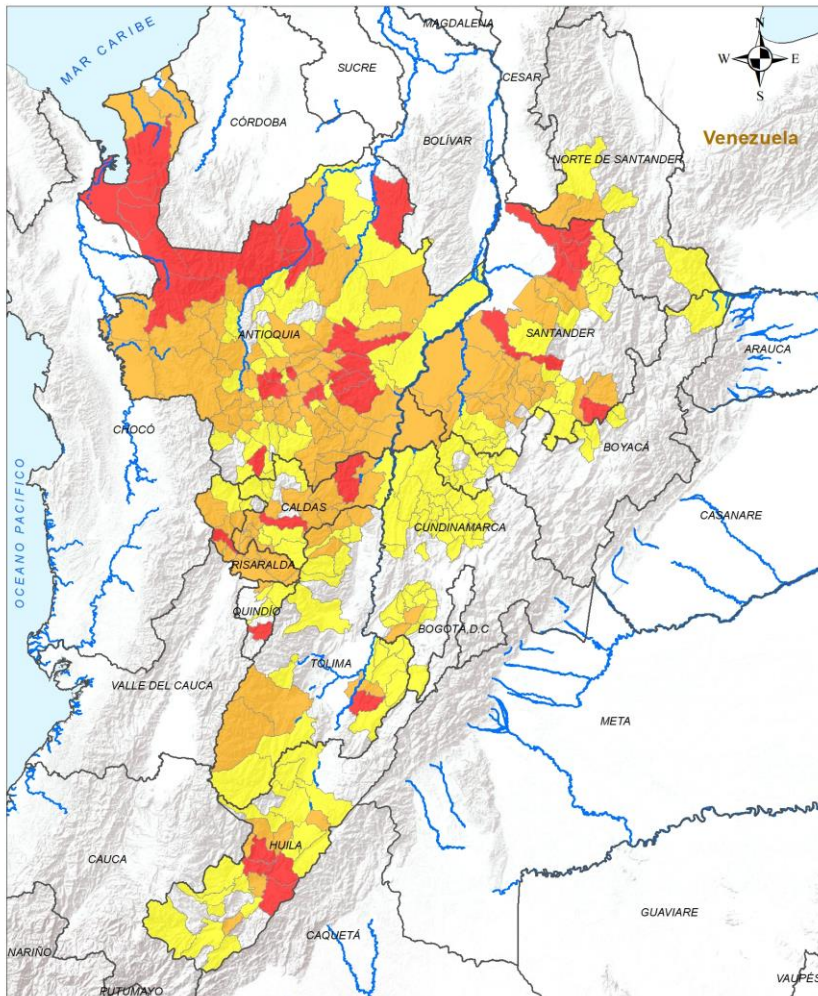 MAGDALENA
N
MAR CARIBE
W
E
SUCRE
CESAR
S
CÓRDOBA
BOLÍVAR
Venezuela
NORTE DE SANTANDER
ANTIOQUIA
SANTANDER
ARAUCA
CHOCÓ
BOYACÁ
OCEANO PACIFICO
CALDAS
CUNDINAMARCA
CASANARE
RISARALDA
QUINDÍO
BOGOTÁ, D.C
TOLIMA
VALLE DEL CAUCA
META
HUILA
CAUCA
GUAVIARE
CAQUETÁ
NARIÑO
PUTUMAYO
VAUPÉS